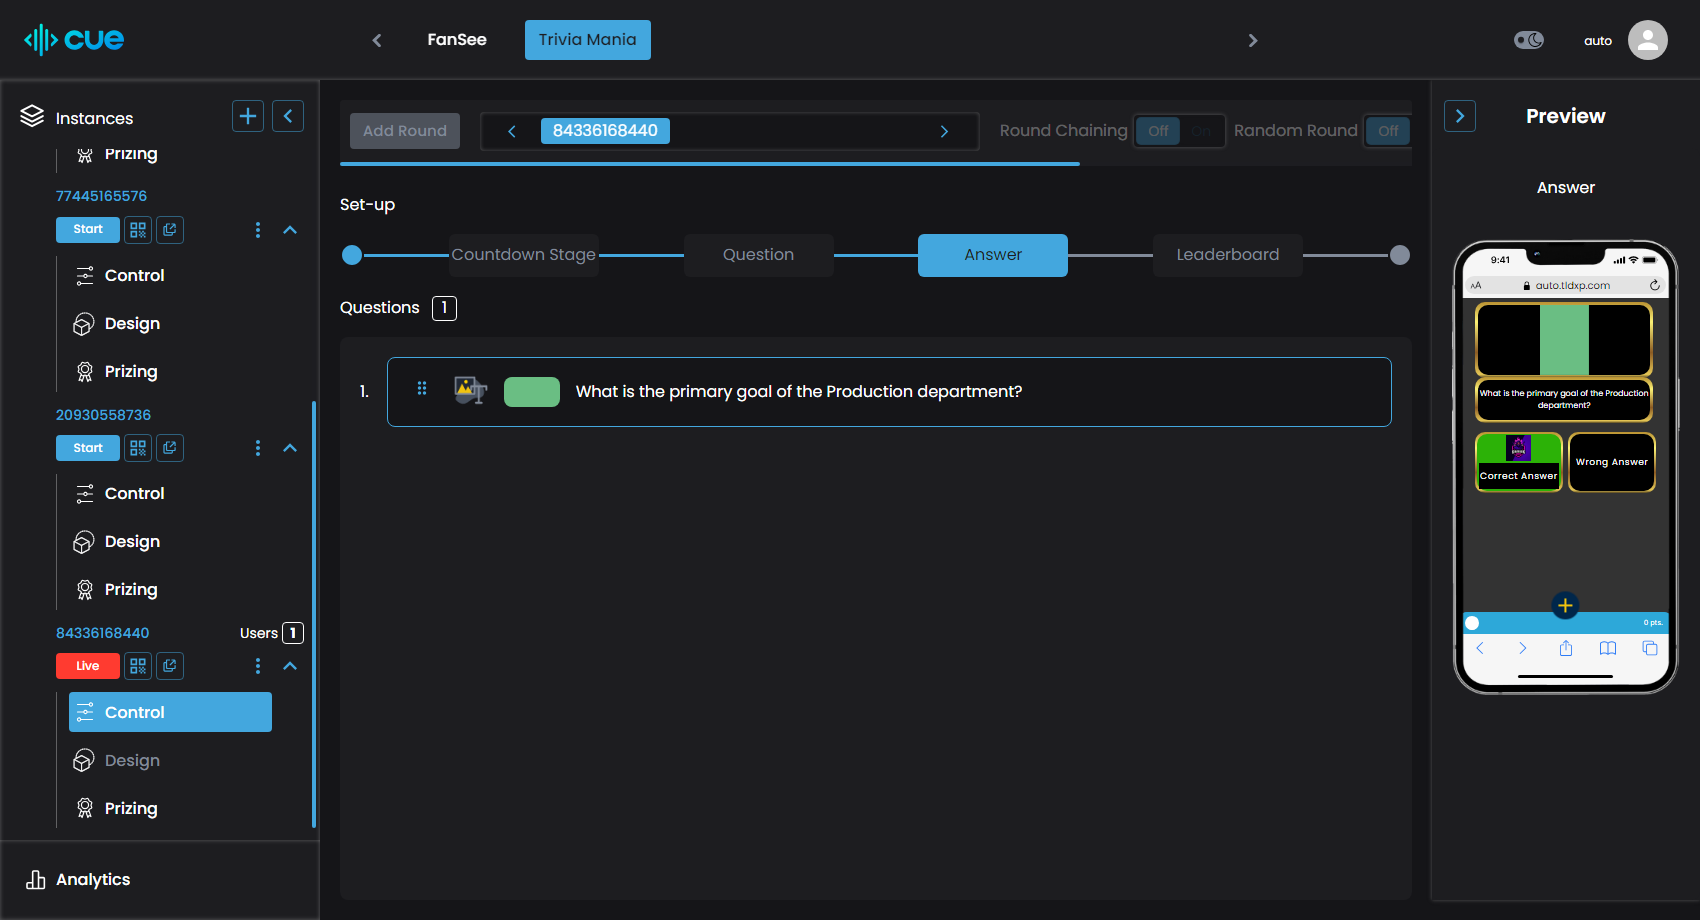 cue
FanSee
Trivia Mania
auto
Instances
Prizing
77445165576
Start
Control
Design
Prizing
20930558736
Start
Control
Design
Prizing
84336168440
Users 1
Live
Control
Design
Prizing
Analytics
Add Round
84336168440
Round Chaining
Off
On
Random Round
Off
Set-up
Countdown Stage
Question
Answer
Leaderboard
Questions 1
1.
What is the primary goal of the Production department?
Preview
Answer
9:41
AA
auto.tldxp.com
What is the primary goal of the Production
department?
Correct Answer
Wrong Answer
0 pts.